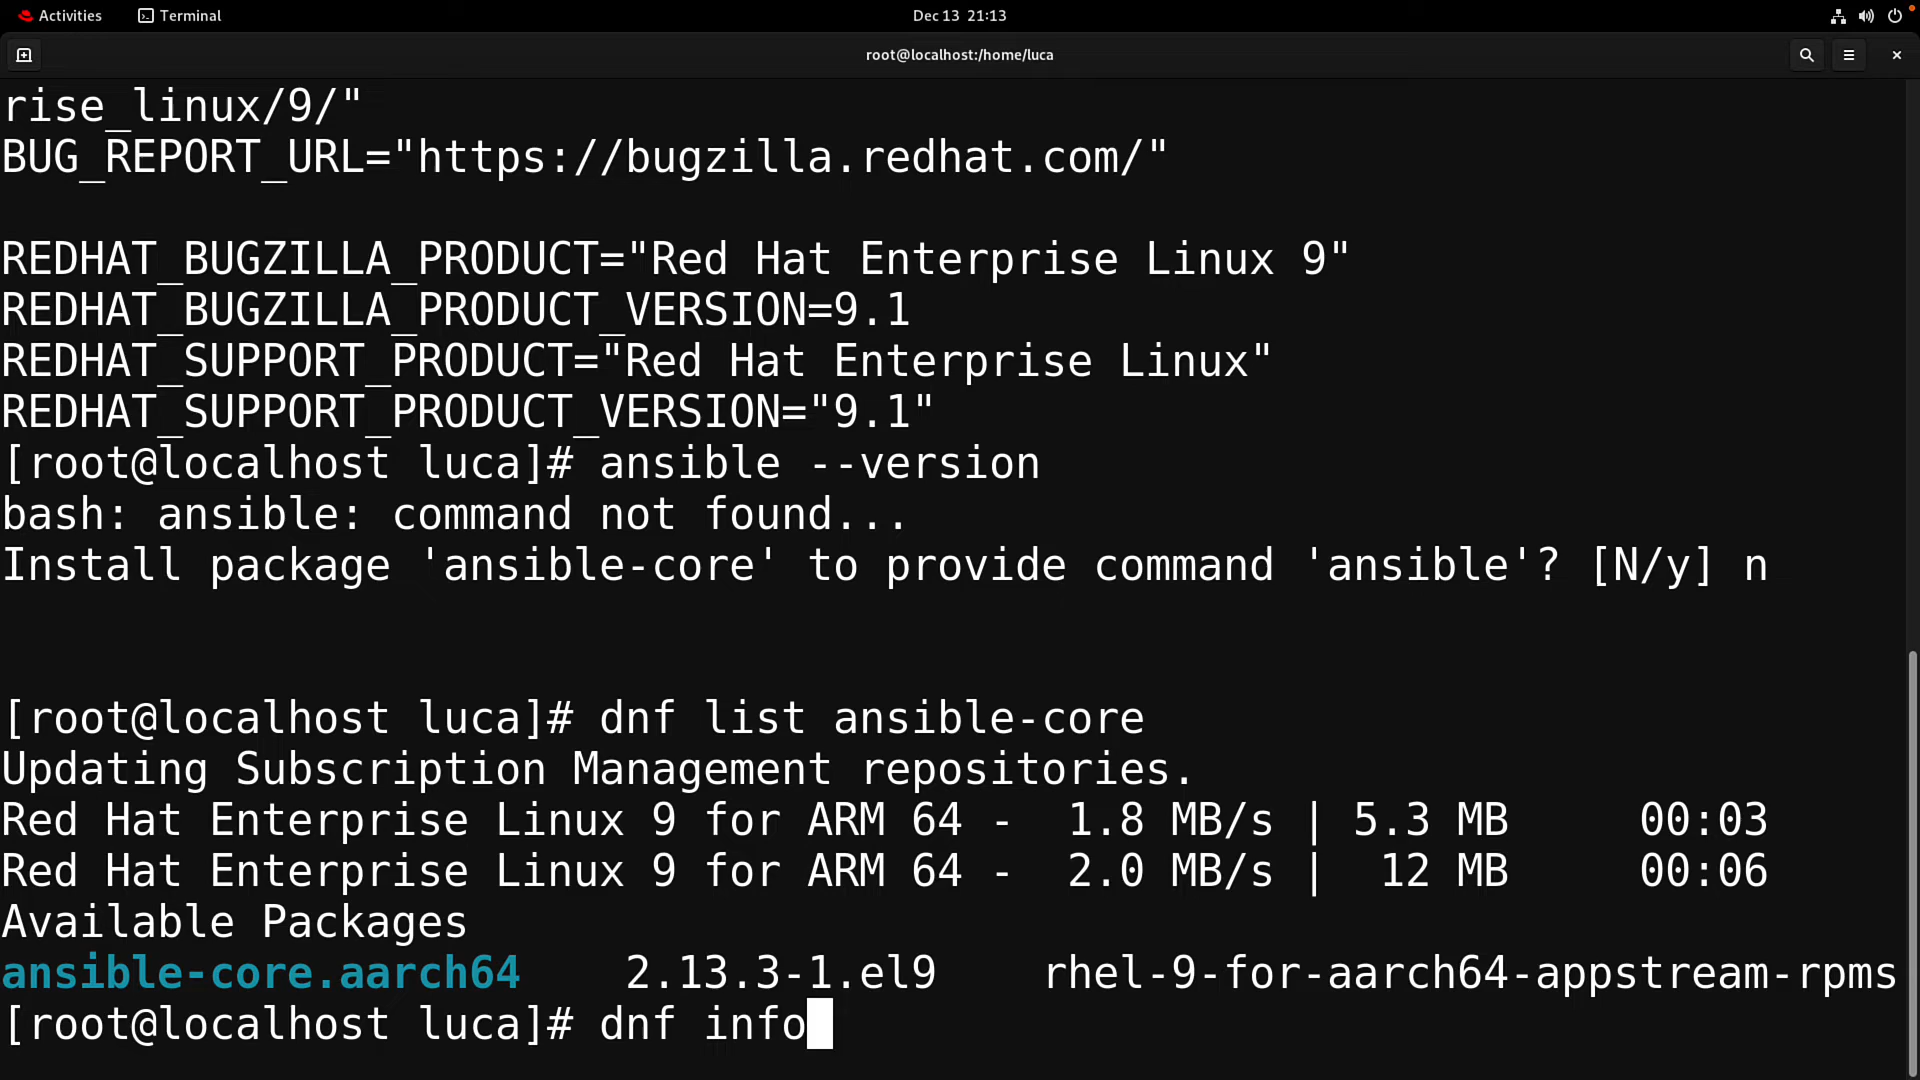 Activities
Terminal
Dec 13 21:13
root@localhost:/home/luca
rise_linux/9/"
BUG_REPORT_URL="https://bugzilla.redhat.com/"
REDHAT_BUGZILLA_PRODUCT="Red Hat Enterprise Linux 9"
REDHAT_BUGZILLA_PRODUCT_VERSION=9.1
REDHAT_SUPPORT_PRODUCT="Red Hat Enterprise Linux"
REDHAT_SUPPORT_PRODUCT_VERSION="9.1"
[root@localhost luca]# ansible --version
bash: ansible: command not found...
Install package 'ansible-core' to provide command 'ansible'? [N/y] n
[root@localhost luca]# dnf list ansible-core
Updating Subscription Management repositories.
Red Hat Enterprise Linux 9 for ARM 64 -  1.8 MB/s | 5.3 MB     00:03
Red Hat Enterprise Linux 9 for ARM 64 -  2.0 MB/s |  12 MB     00:06
Available Packages
ansible-core.aarch64    2.13.3-1.el9    rhel-9-for-aarch64-appstream-rpms
[root@localhost luca]# dnf info